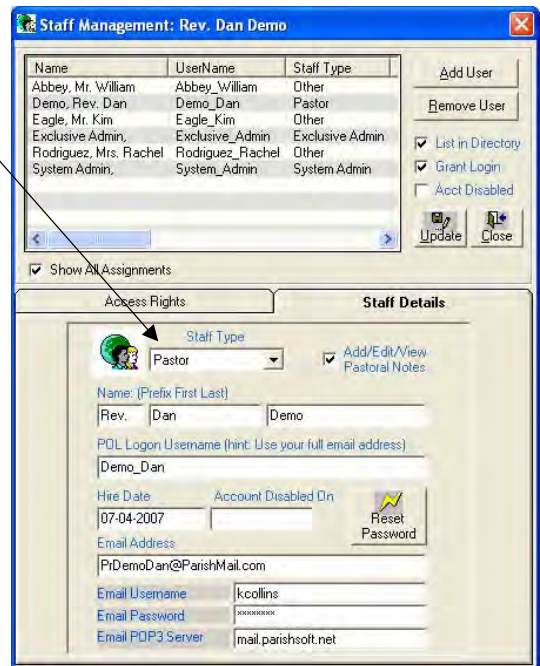 Staff Management: Rev. Dan Demo
Name UserName Staff Type
Abbey, Mr. William Abbey_William Other
Demo, Rev. Dan Demo_Dan Pastor
Eagle, Mr. Kim Eagle_Kim Other
Exclusive Admin, Exclusive_Admin Exclusive Admin
Rodriguez, Mrs. Rachel Rodriguez_Rachel Other
System Admin, System_Admin System Admin
Add User
Remove User
List in Directory
Grant Login
Acct Disabled
Update Close
Show All Assignments
Access Rights Staff Details
Staff Type
Pastor
Add/Edit/View
Pastoral Notes
Name: (Prefix First Last)
Rev. Dan Demo
POL Logon Username (hint: Use your full email address)
Demo_Dan
Hire Date Account Disabled On
07-04-2007
Reset
Password
Email Address
PrDemoDan@ParishMail.com
Email Username kcollins
Email Password ********
Email POP3 Server mail.parishsoft.net